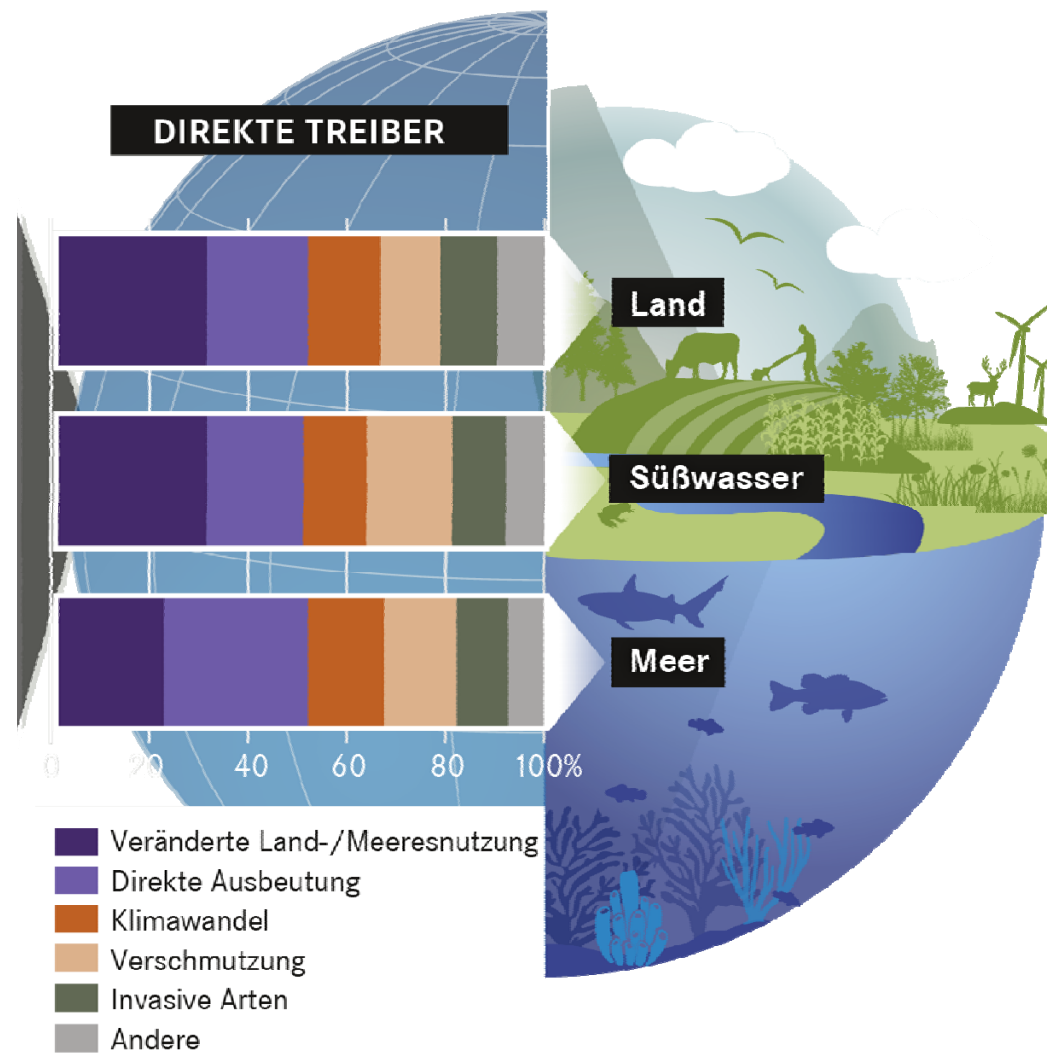 DIREKTE TREIBER
Land
Süßwasser
Meer
0 20 40 60 80 100%
Veränderte Land-/Meeresnutzung
Direkte Ausbeutung
Klimawandel
Verschmutzung
Invasive Arten
Andere